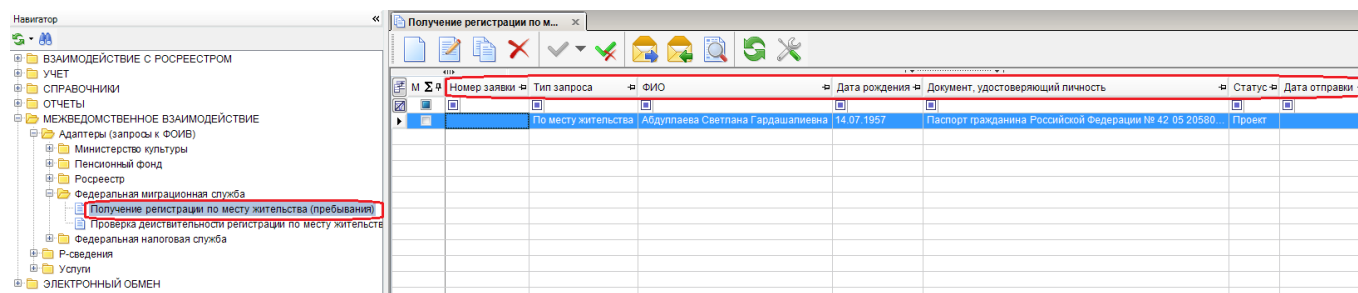 Навигатор
ВЗАИМОДЕЙСТВИЕ С РОСРЕЕСТРОМ
УЧЕТ
СПРАВОЧНИКИ
ОТЧЕТЫ
МЕЖВЕДОМСТВЕННОЕ ВЗАИМОДЕЙСТВИЕ
Адаптеры (запросы к ФОИВ)
Министерство культуры
Пенсионный фонд
Росреестр
Федеральная миграционная служба
Получение регистрации по месту жительства (пребывания)
Проверка действительности регистрации по месту жительств
Федеральная налоговая служба
Р-сведения
Услуги
ЭЛЕКТРОННЫЙ ОБМЕН
Получение регистрации по м...
М Σ Номер заявки Тип запроса ФИО Дата рождения Документ, удостоверяющий личность Статус Дата отправки
По месту жительства Абдуллаева Светлана Гардашалиевна 14.07.1957 Паспорт гражданина Российской Федерации № 42 05 20580... Проект